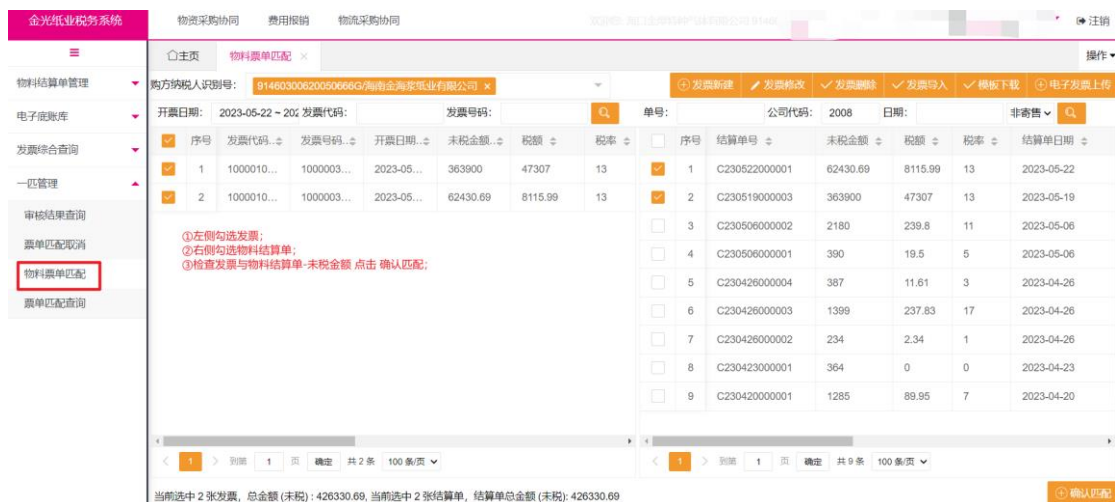 金光纸业税务系统 物资采购协同 费用报销 物流采购协同 注销
主页 物料票单匹配 × 操作
物料结算单管理
电子底账库
发票综合查询
一匹管理
审核结果查询
票单匹配取消
物料票单匹配
票单匹配查询
购方纳税人识别号: 91460300620050666G/海南金海浆纸业有限公司 × 发票新建 发票修改 发票删除 发票导入 模板下载 电子发票上传
开票日期: 2023-05-22 ~ 202 发票代码: 发票号码: 单号: 公司代码: 2008 日期: 非寄售
序号 发票代码.. 发票号码.. 开票日期.. 未税金额.. 税额 税率 序号 结算单号 未税金额 税额 税率 结算单日期
1 1000010... 1000003... 2023-05... 363900 47307 13 1 C230522000001 62430.69 8115.99 13 2023-05-22
2 1000010... 1000003... 2023-05... 62430.69 8115.99 13 2 C230519000003 363900 47307 13 2023-05-19
①左侧勾选发票;
②右侧勾选物料结算单;
③检查发票与物料结算单-未税金额 点击 确认匹配;
3 C230506000002 2180 239.8 11 2023-05-06
4 C230506000001 390 19.5 5 2023-05-06
5 C230426000004 387 11.61 3 2023-04-26
6 C230426000003 1399 237.83 17 2023-04-26
7 C230426000002 234 2.34 1 2023-04-26
8 C230423000001 364 0 0 2023-04-23
9 C230420000001 1285 89.95 7 2023-04-20
< 1 > 到第 1 页 确定 共 2 条 100 条/页 < 1 > 到第 1 页 确定 共 9 条 100 条/页
当前选中 2 张发票, 总金额 (未税) : 426330.69, 当前选中 2 张结算单, 结算单总金额 (未税): 426330.69 确认匹配